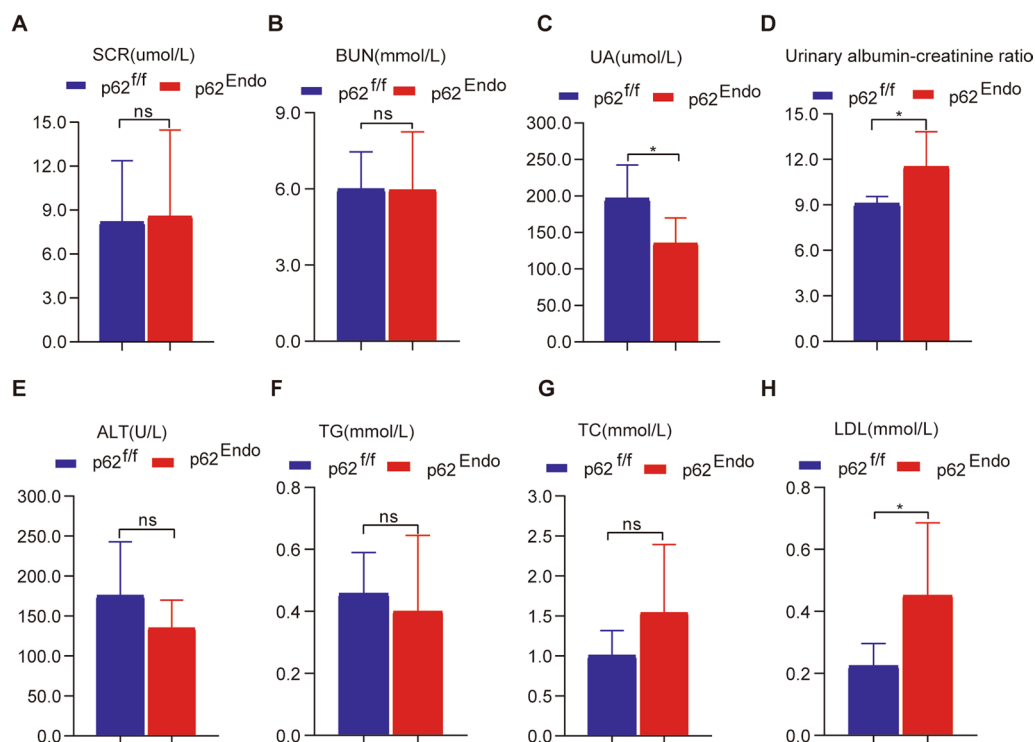 A
SCR(umol/L)
p62f/f p62Endo
15.0
12.0
9.0
6.0
3.0
0.0
ns
B
BUN(mmol/L)
p62f/f p62Endo
9.0
6.0
3.0
0.0
ns
C
UA(umol/L)
p62f/f p62Endo
300.0
250.0
200.0
150.0
100.0
50.0
0.0
*
D
Urinary albumin-creatinine ratio
p62f/f p62Endo
15.0
12.0
9.0
6.0
3.0
0.0
*
E
ALT(U/L)
p62f/f p62Endo
300.0
250.0
200.0
150.0
100.0
50.0
0.0
ns
F
TG(mmol/L)
p62f/f p62Endo
0.8
0.6
0.4
0.2
0.0
ns
G
TC(mmol/L)
p62f/f p62Endo
3.0
2.5
2.0
1.5
1.0
0.5
0.0
ns
H
LDL(mmol/L)
p62f/f p62Endo
0.8
0.6
0.4
0.2
0.0
*